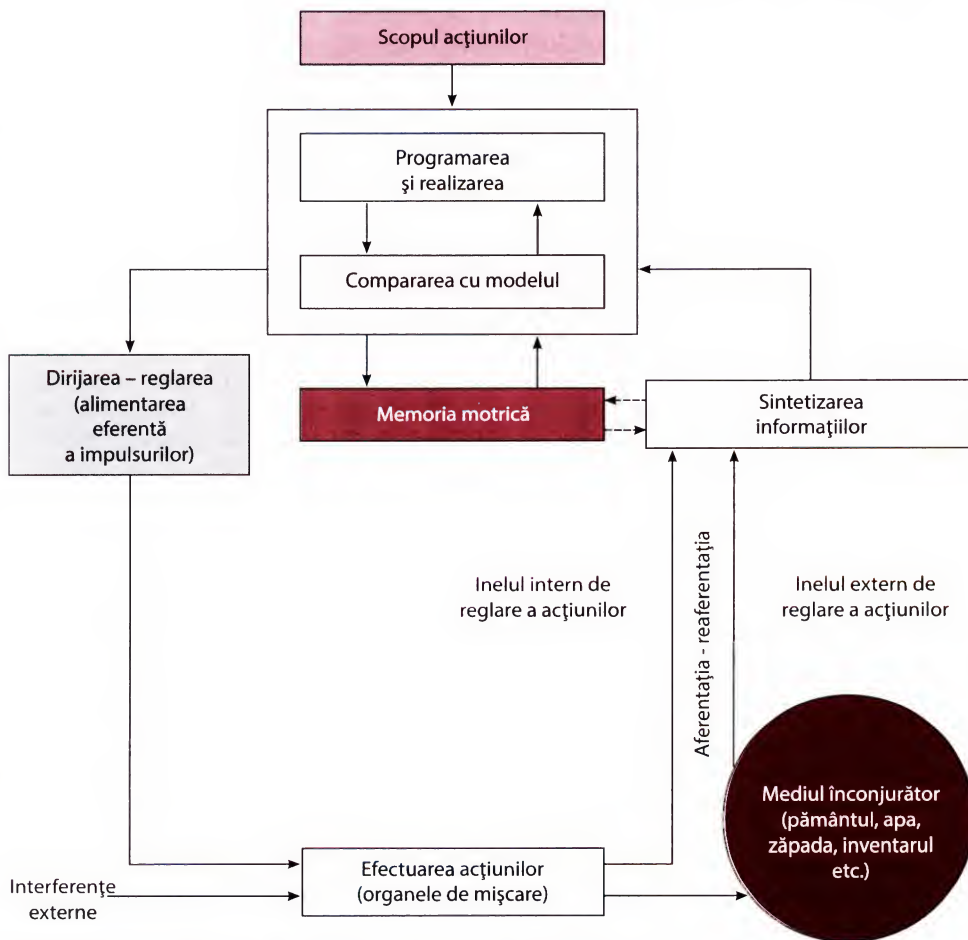 Scopul acţiunilor
Programarea
şi realizarea
Compararea cu modelul
Dirijarea – reglarea
(alimentarea
eferentă
a impulsurilor)
Memoria motrică
Sintetizarea
informaţiilor
Inelul intern de
reglare a acţiunilor
Aferentaţia - reaferentaţia
Inelul extern de
reglare a acţiunilor
Mediul înconjurător
(pământul, apa,
zăpada, inventarul
etc.)
Efectuarea acţiunilor
(organele de mişcare)
Interferenţe
externe